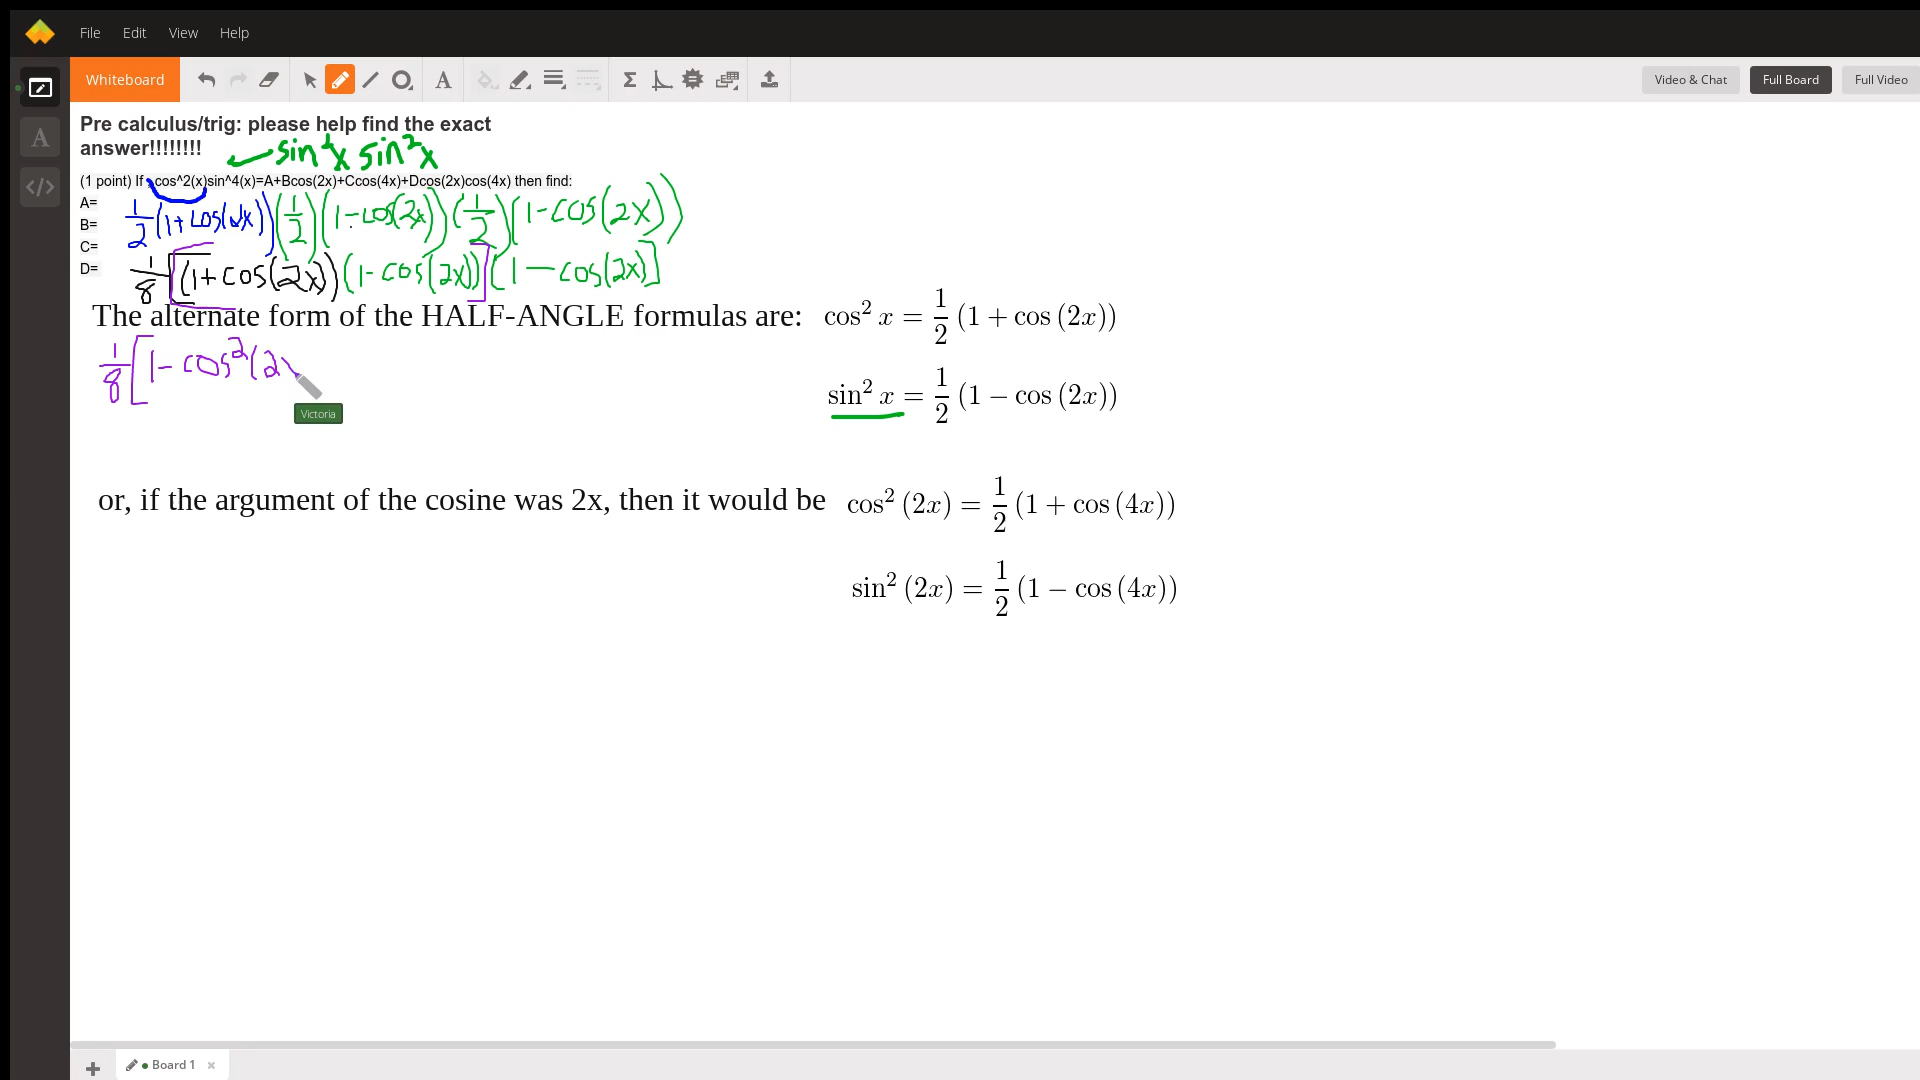 File Edit View Help
Whiteboard A Σ Video & Chat Full Board Full Video
A
</>
Pre calculus/trig: please help find the exact
answer!!!!!!!!
sin²x sin²x
(1 point) If cos^2(x)sin^4(x)=A+Bcos(2x)+Ccos(4x)+Dcos(2x)cos(4x) then find:
A=
B= 1/2 (1+cos(2x)) (1/2) (1-cos(2x)) (1/2) (1-cos(2x))
C=
D= 1/8 [(1+cos(2x)) (1-cos(2x))] (1-cos(2x)]
The alternate form of the HALF-ANGLE formulas are: cos² x = 1/2 (1 + cos (2x))
1/8 [1-cos²(2x
sin² x = 1/2 (1 − cos (2x))
Victoria
or, if the argument of the cosine was 2x, then it would be cos² (2x) = 1/2 (1 + cos (4x))
sin² (2x) = 1/2 (1 − cos (4x))
Board 1